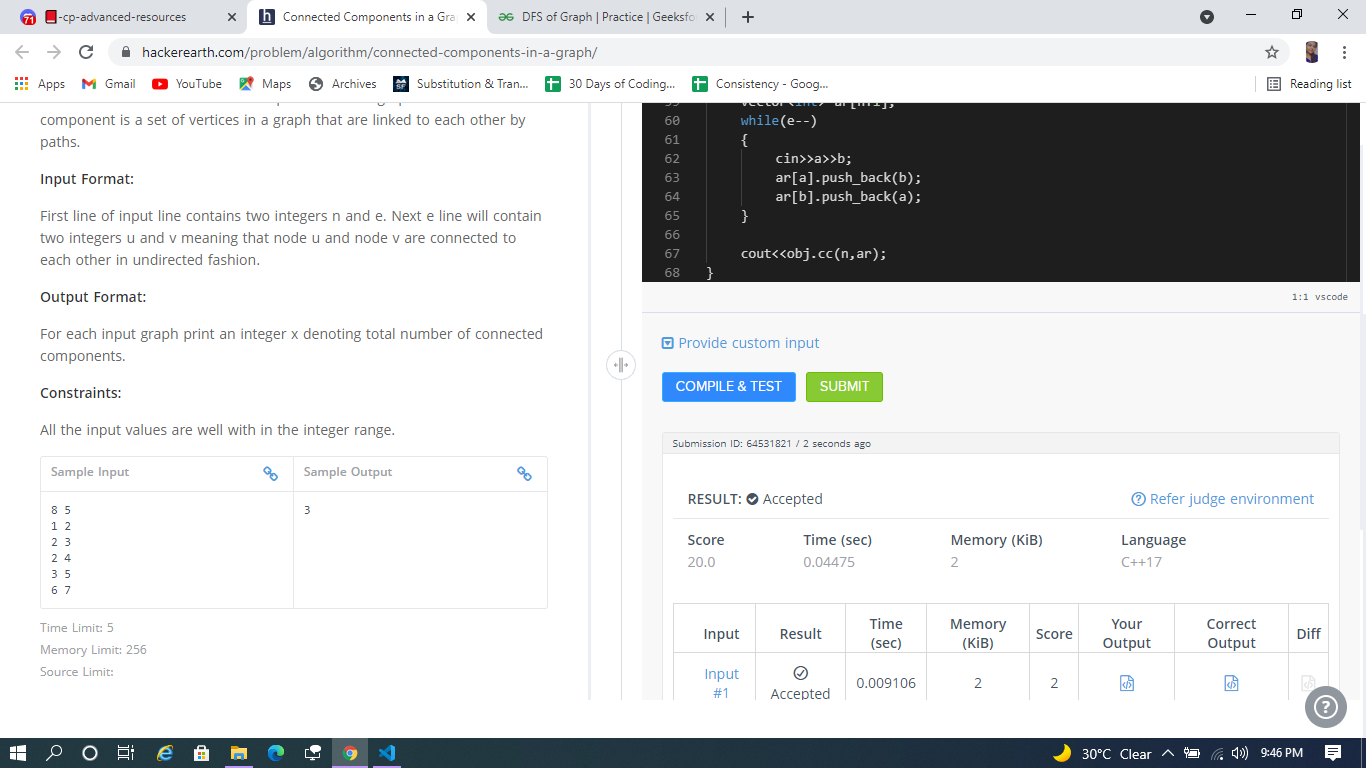 -cp-advanced-resources
Connected Components in a Gra
DFS of Graph | Practice | Geeksfo
hackerearth.com/problem/algorithm/connected-components-in-a-graph/
Apps
Gmail
YouTube
Maps
Archives
Substitution & Tran...
30 Days of Coding...
Consistency - Goog...
Reading list
component is a set of vertices in a graph that are linked to each other by
paths.
Input Format:
First line of input line contains two integers n and e. Next e line will contain
two integers u and v meaning that node u and node v are connected to
each other in undirected fashion.
Output Format:
For each input graph print an integer x denoting total number of connected
components.
Constraints:
All the input values are well with in the integer range.
Sample Input
Sample Output
8 5
1 2
2 3
2 4
3 5
6 7
3
Time Limit: 5
Memory Limit: 256
Source Limit:
59 vector<int> ar[n+1];
60 while(e--)
61 {
62 cin>>a>>b;
63 ar[a].push_back(b);
64 ar[b].push_back(a);
65 }
66
67 cout<<obj.cc(n,ar);
68 }
1:1 vscode
Provide custom input
COMPILE & TEST
SUBMIT
Submission ID: 64531821 / 2 seconds ago
RESULT: Accepted
Refer judge environment
Score Time (sec) Memory (KiB) Language
20.0 0.04475 2 C++17
Input Result Time (sec) Memory (KiB) Score Your Output Correct Output Diff
Input #1 Accepted 0.009106 2 2
30°C Clear
9:46 PM